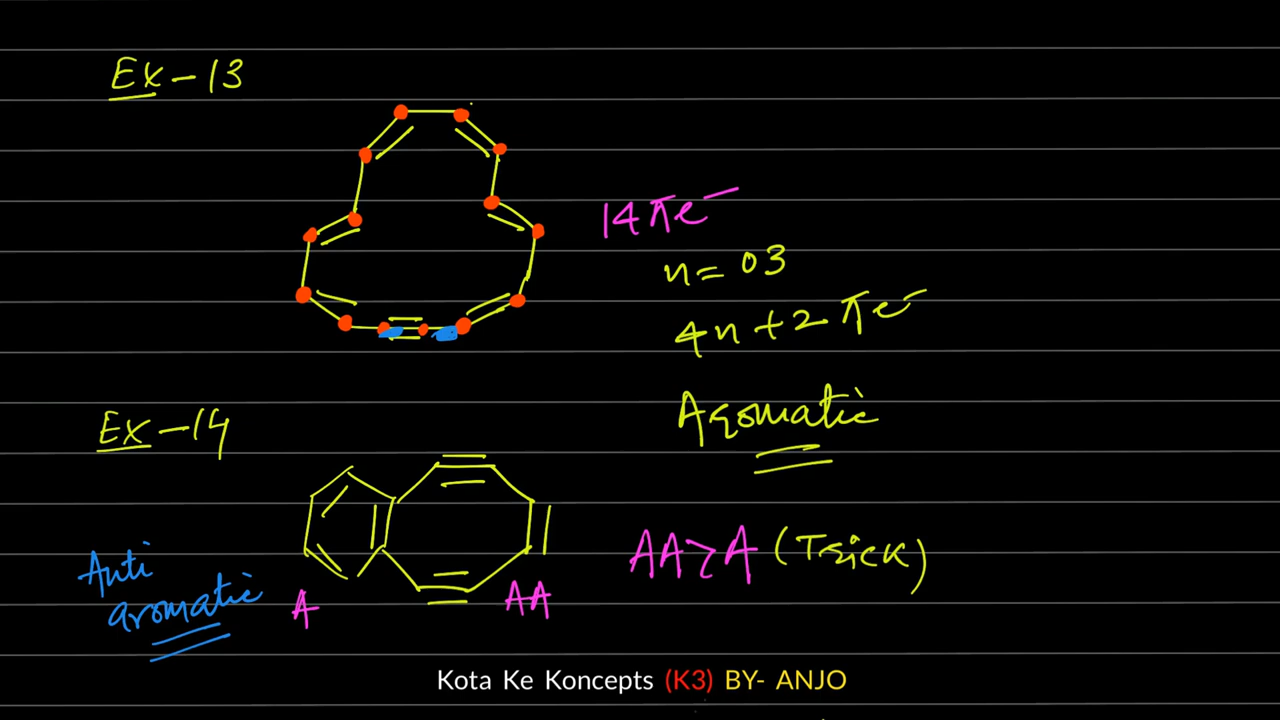 Ex-13
14πe⁻
n = 03
4n+2 πe⁻
Aromatic
Ex-14
AA>A (Trick)
Anti
aromatic
A
AA
Kota Ke Koncepts (K3) BY- ANJO